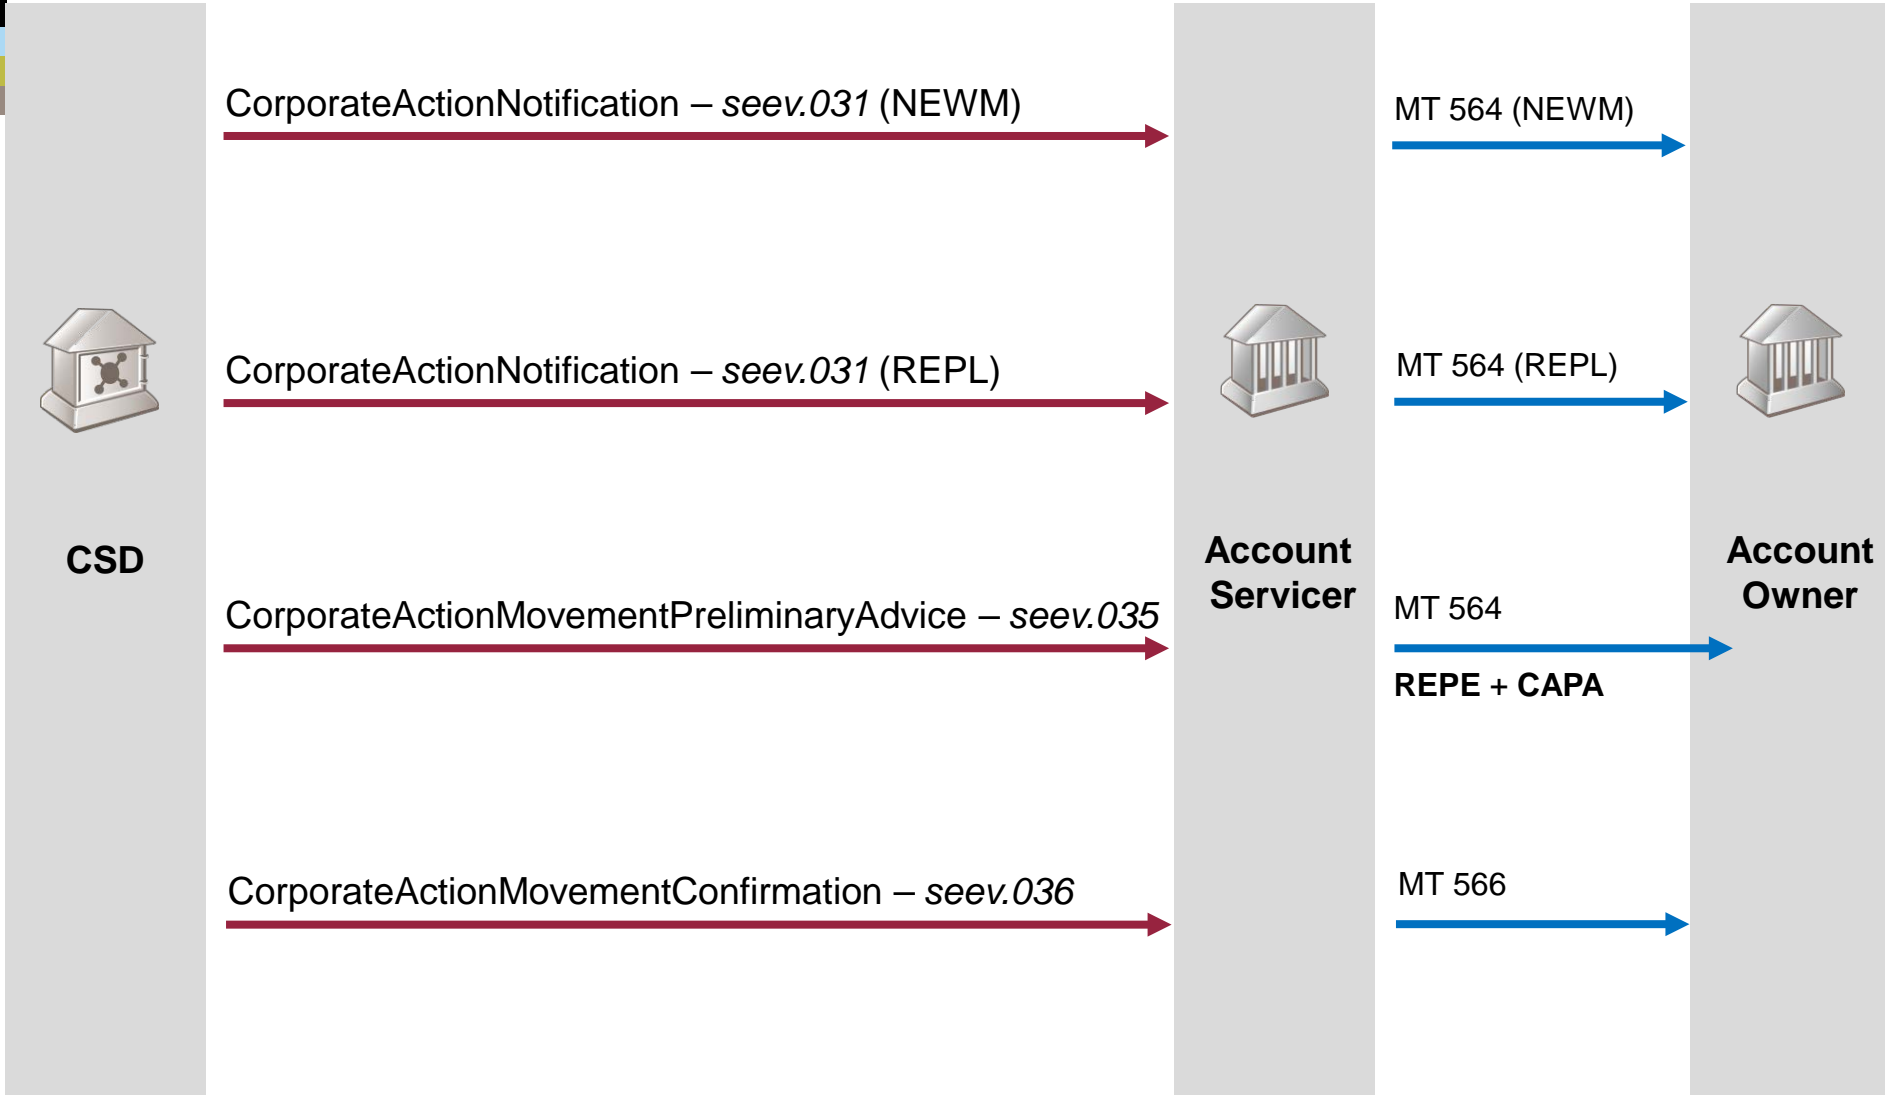 CorporateActionNotification – seev.031 (NEWM)
MT 564 (NEWM)
CorporateActionNotification – seev.031 (REPL)
MT 564 (REPL)
CSD
Account
Servicer
Account
Owner
CorporateActionMovementPreliminaryAdvice – seev.035
MT 564
REPE + CAPA
CorporateActionMovementConfirmation – seev.036
MT 566